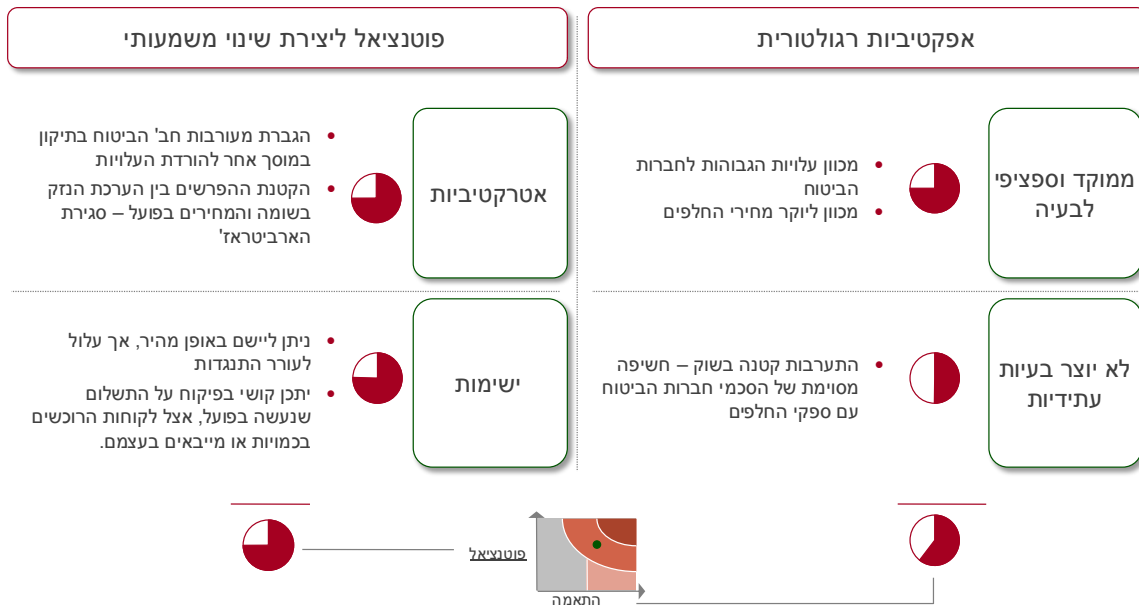 אפקטיביות רגולטורית
פוטנציאל ליצירת שינוי משמעותי
ממוקד וספציפי
לבעיה
• מכוון עלויות הגבוהות לחברות
הביטוח
• מכוון ליוקר מחירי החלפים
אטרקטיביות
• הגברת מעורבות חב' הביטוח בתיקון
במוסך אחר להורדת העלויות
• הקטנת ההפרשים בין הערכת הנזק
בשומה והמחירים בפועל – סגירת
הארביטראז'
לא יוצר בעיות
עתידיות
• התערבות קטנה בשוק – חשיפה
מסוימת של הסכמי חברות הביטוח
עם ספקי החלפים
ישימות
• ניתן ליישם באופן מהיר, אך עלול
לעורר התנגדות
• יתכן קושי בפיקוח על התשלום
שנעשה בפועל, אצל לקוחות הרוכשים
בכמויות או מייבאים בעצמם.
פוטנציאל
התאמה